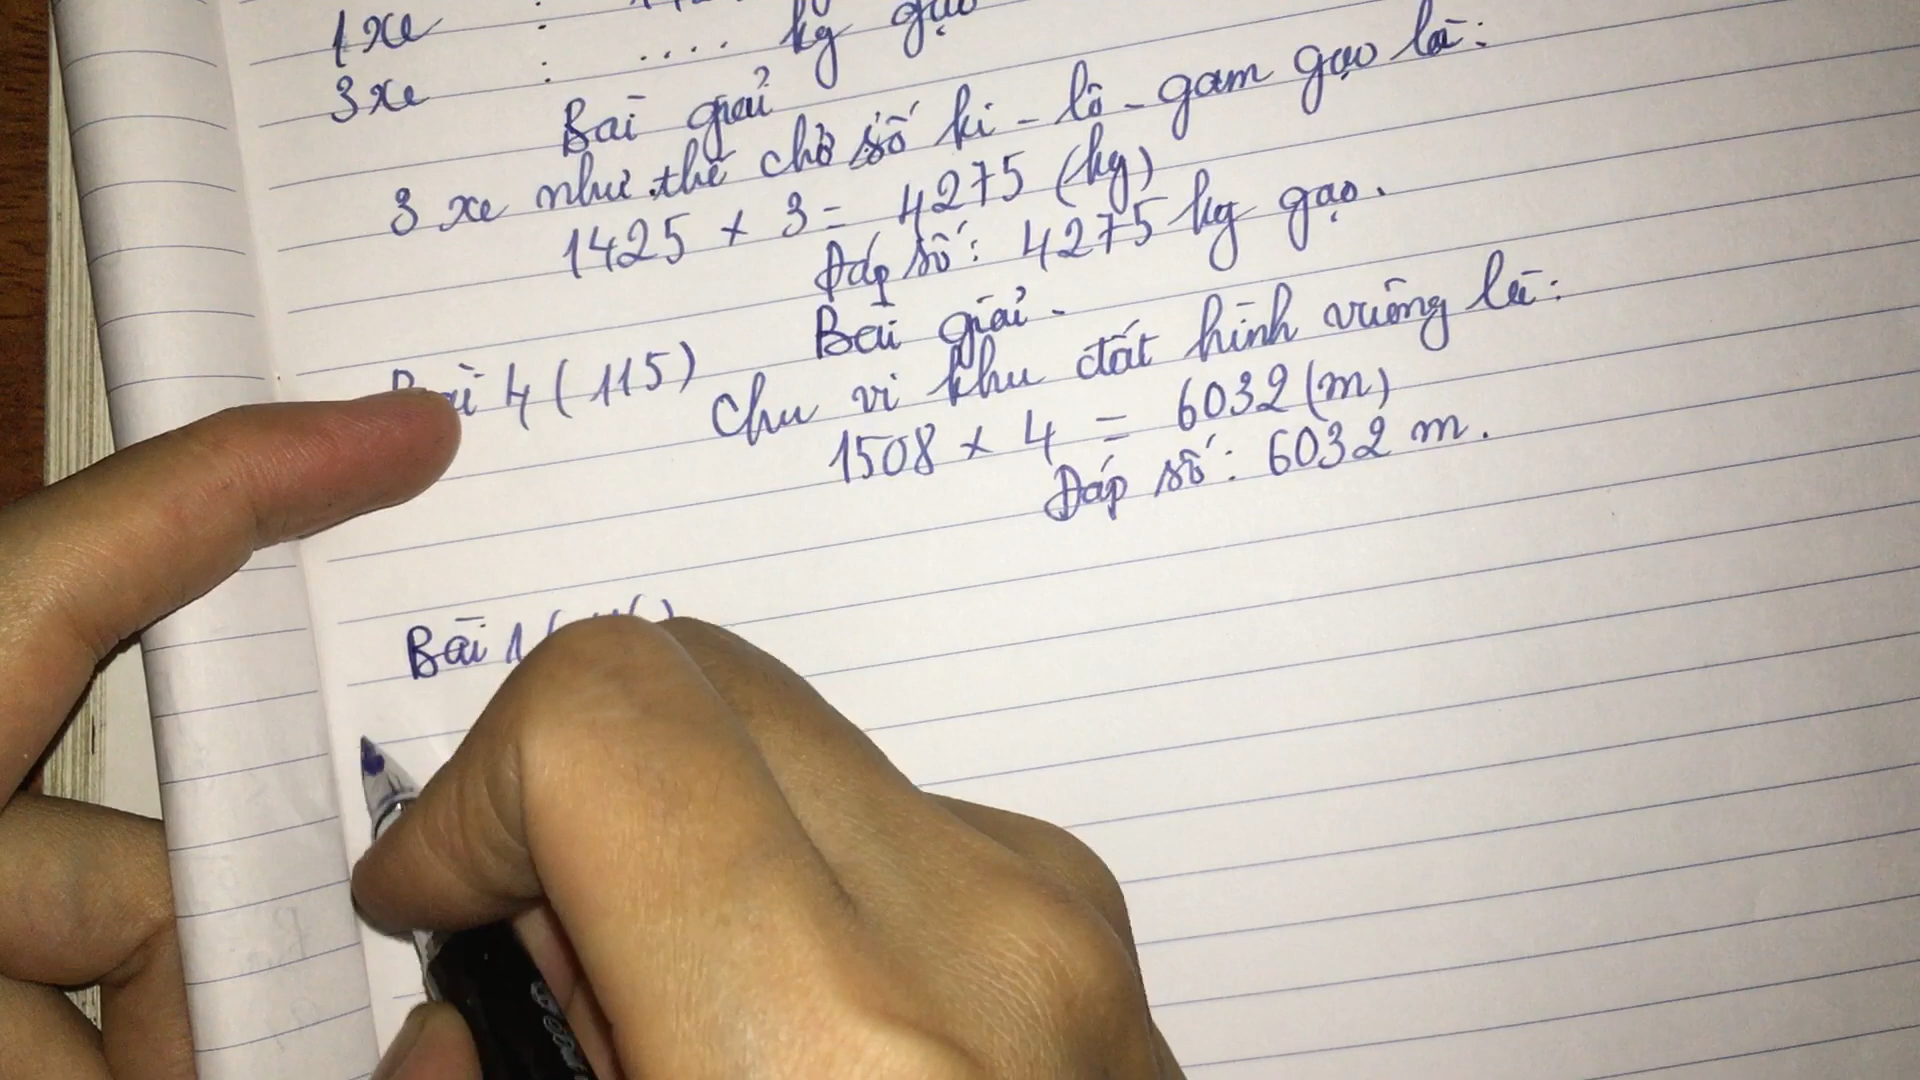 1 xe :
3 xe : .... kg gạo
Bài giải
3 xe như thế chở số ki-lô-gam gạo là:
1425 x 3 = 4275 (kg)
Đáp số: 4275 kg gạo.
Bài 4 (115)
Bài giải.
Chu vi khu đất hình vuông là:
1508 x 4 = 6032 (m)
Đáp số: 6032 m.
Bài 1